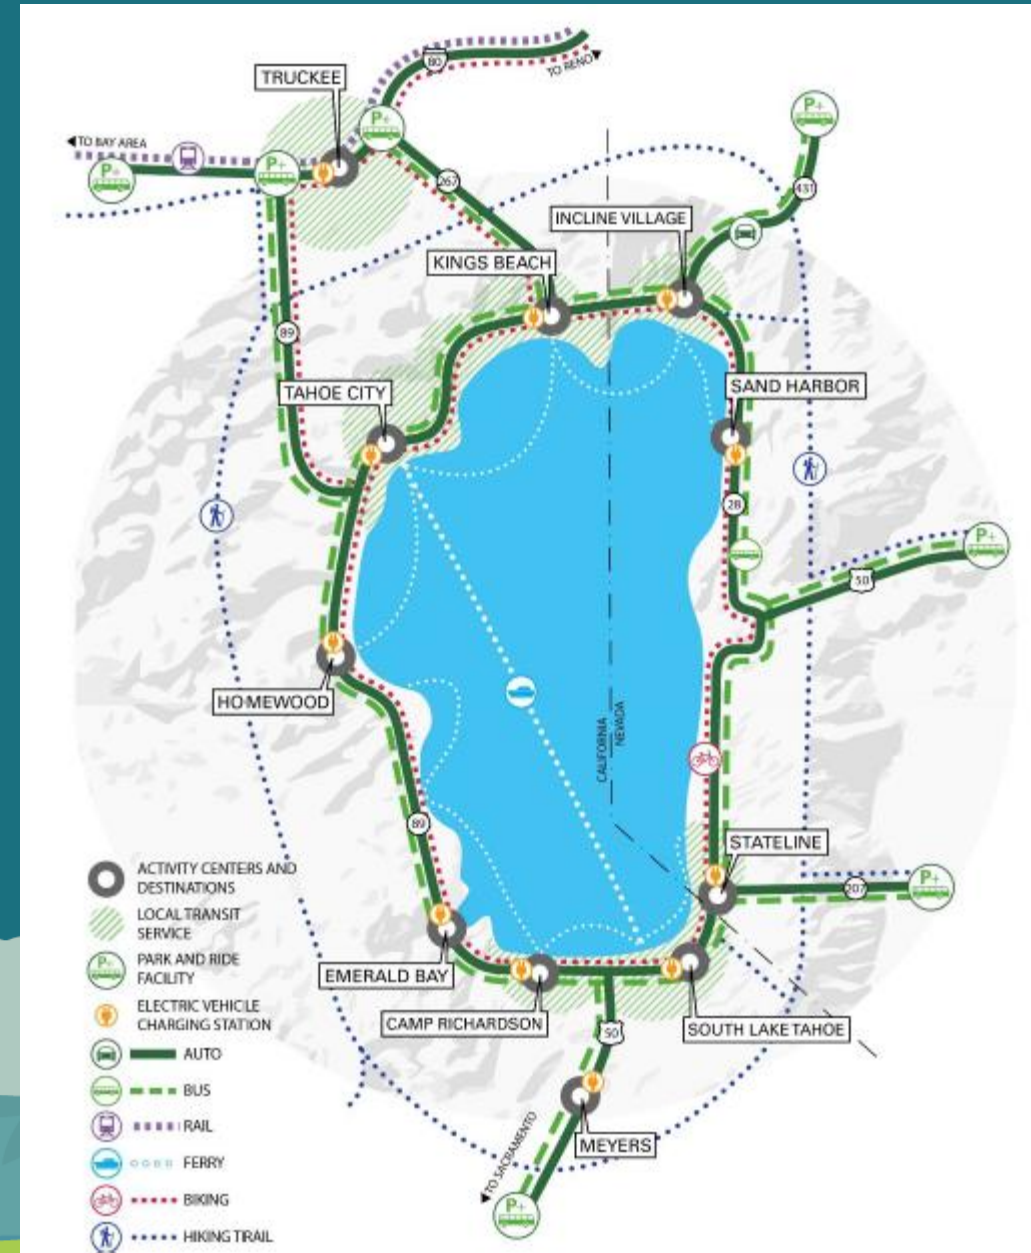 TRUCKEE
80
TO RENO
P+
TO BAY AREA
P+
P+
P+
267
431
INCLINE VILLAGE
KINGS BEACH
89
TAHOE CITY
SAND HARBOR
28
P+
50
HOMEWOOD
CALIFORNIA
NEVADA
89
STATELINE
207
P+
EMERALD BAY
CAMP RICHARDSON
SOUTH LAKE TAHOE
50
MEYERS
TO SACRAMENTO
P+
ACTIVITY CENTERS AND
DESTINATIONS
LOCAL TRANSIT
SERVICE
P+
PARK AND RIDE
FACILITY
ELECTRIC VEHICLE
CHARGING STATION
AUTO
BUS
RAIL
FERRY
BIKING
HIKING TIRAIL